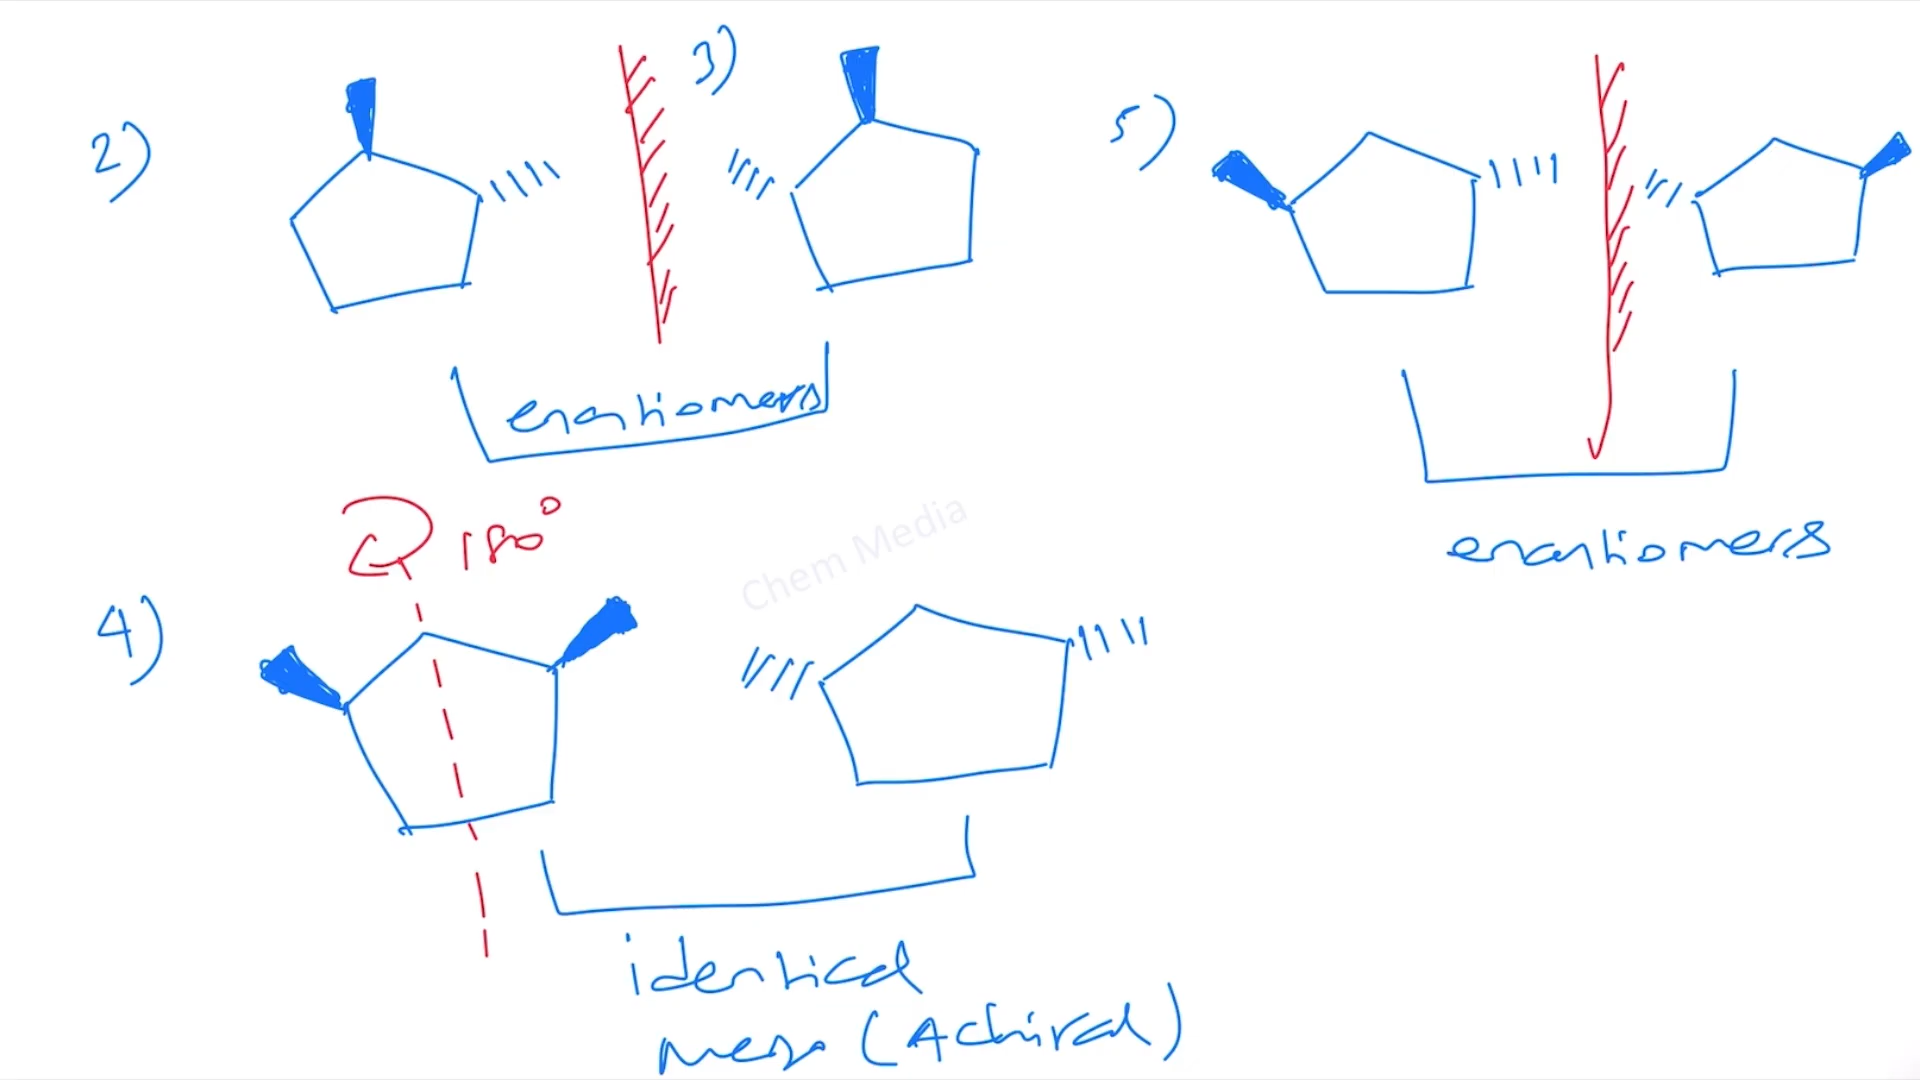 2)
3)
5)
enantiomers
180°
enantiomers
4)
Chem Media
identical
meso (Achiral)